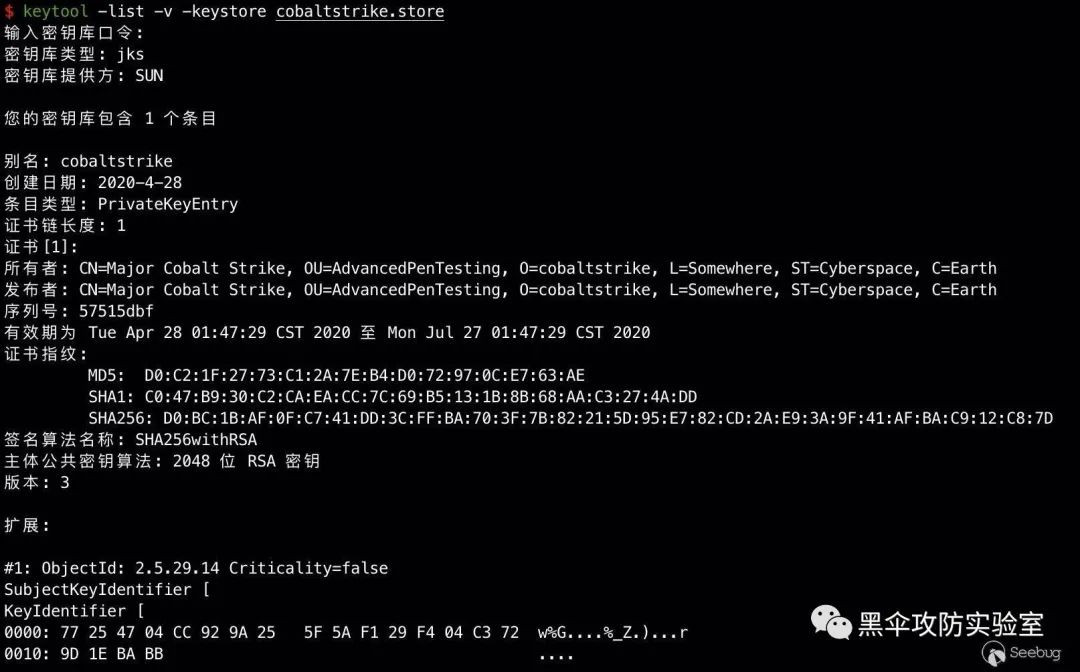 $ keytool -list -v -keystore cobaltstrike.store
输入密钥库口令:
密钥库类型: jks
密钥库提供方: SUN
您的密钥库包含 1 个条目
别名: cobaltstrike
创建日期: 2020-4-28
条目类型: PrivateKeyEntry
证书链长度: 1
证书[1]:
所有者: CN=Major Cobalt Strike, OU=AdvancedPenTesting, O=cobaltstrike, L=Somewhere, ST=Cyberspace, C=Earth
发布者: CN=Major Cobalt Strike, OU=AdvancedPenTesting, O=cobaltstrike, L=Somewhere, ST=Cyberspace, C=Earth
序列号: 57515dbf
有效期为 Tue Apr 28 01:47:29 CST 2020 至 Mon Jul 27 01:47:29 CST 2020
证书指纹:
MD5: D0:C2:1F:27:73:C1:2A:7E:B4:D0:72:97:0C:E7:63:AE
SHA1: C0:47:B9:30:C2:CA:EA:CC:7C:69:B5:13:1B:8B:68:AA:C3:27:4A:DD
SHA256: D0:BC:1B:AF:0F:C7:41:DD:3C:FF:BA:70:3F:7B:82:21:5D:95:E7:82:CD:2A:E9:3A:9F:41:AF:BA:C9:12:C8:7D
签名算法名称: SHA256withRSA
主体公共密钥算法: 2048 位 RSA 密钥
版本: 3
扩展:
#1: ObjectId: 2.5.29.14 Criticality=false
SubjectKeyIdentifier [
KeyIdentifier [
0000: 77 25 47 04 CC 92 9A 25 5F 5A F1 29 F4 04 C3 72 w%G....%_Z.)...r
0010: 9D 1E BA BB ....
黑伞攻防实验室
Seebug